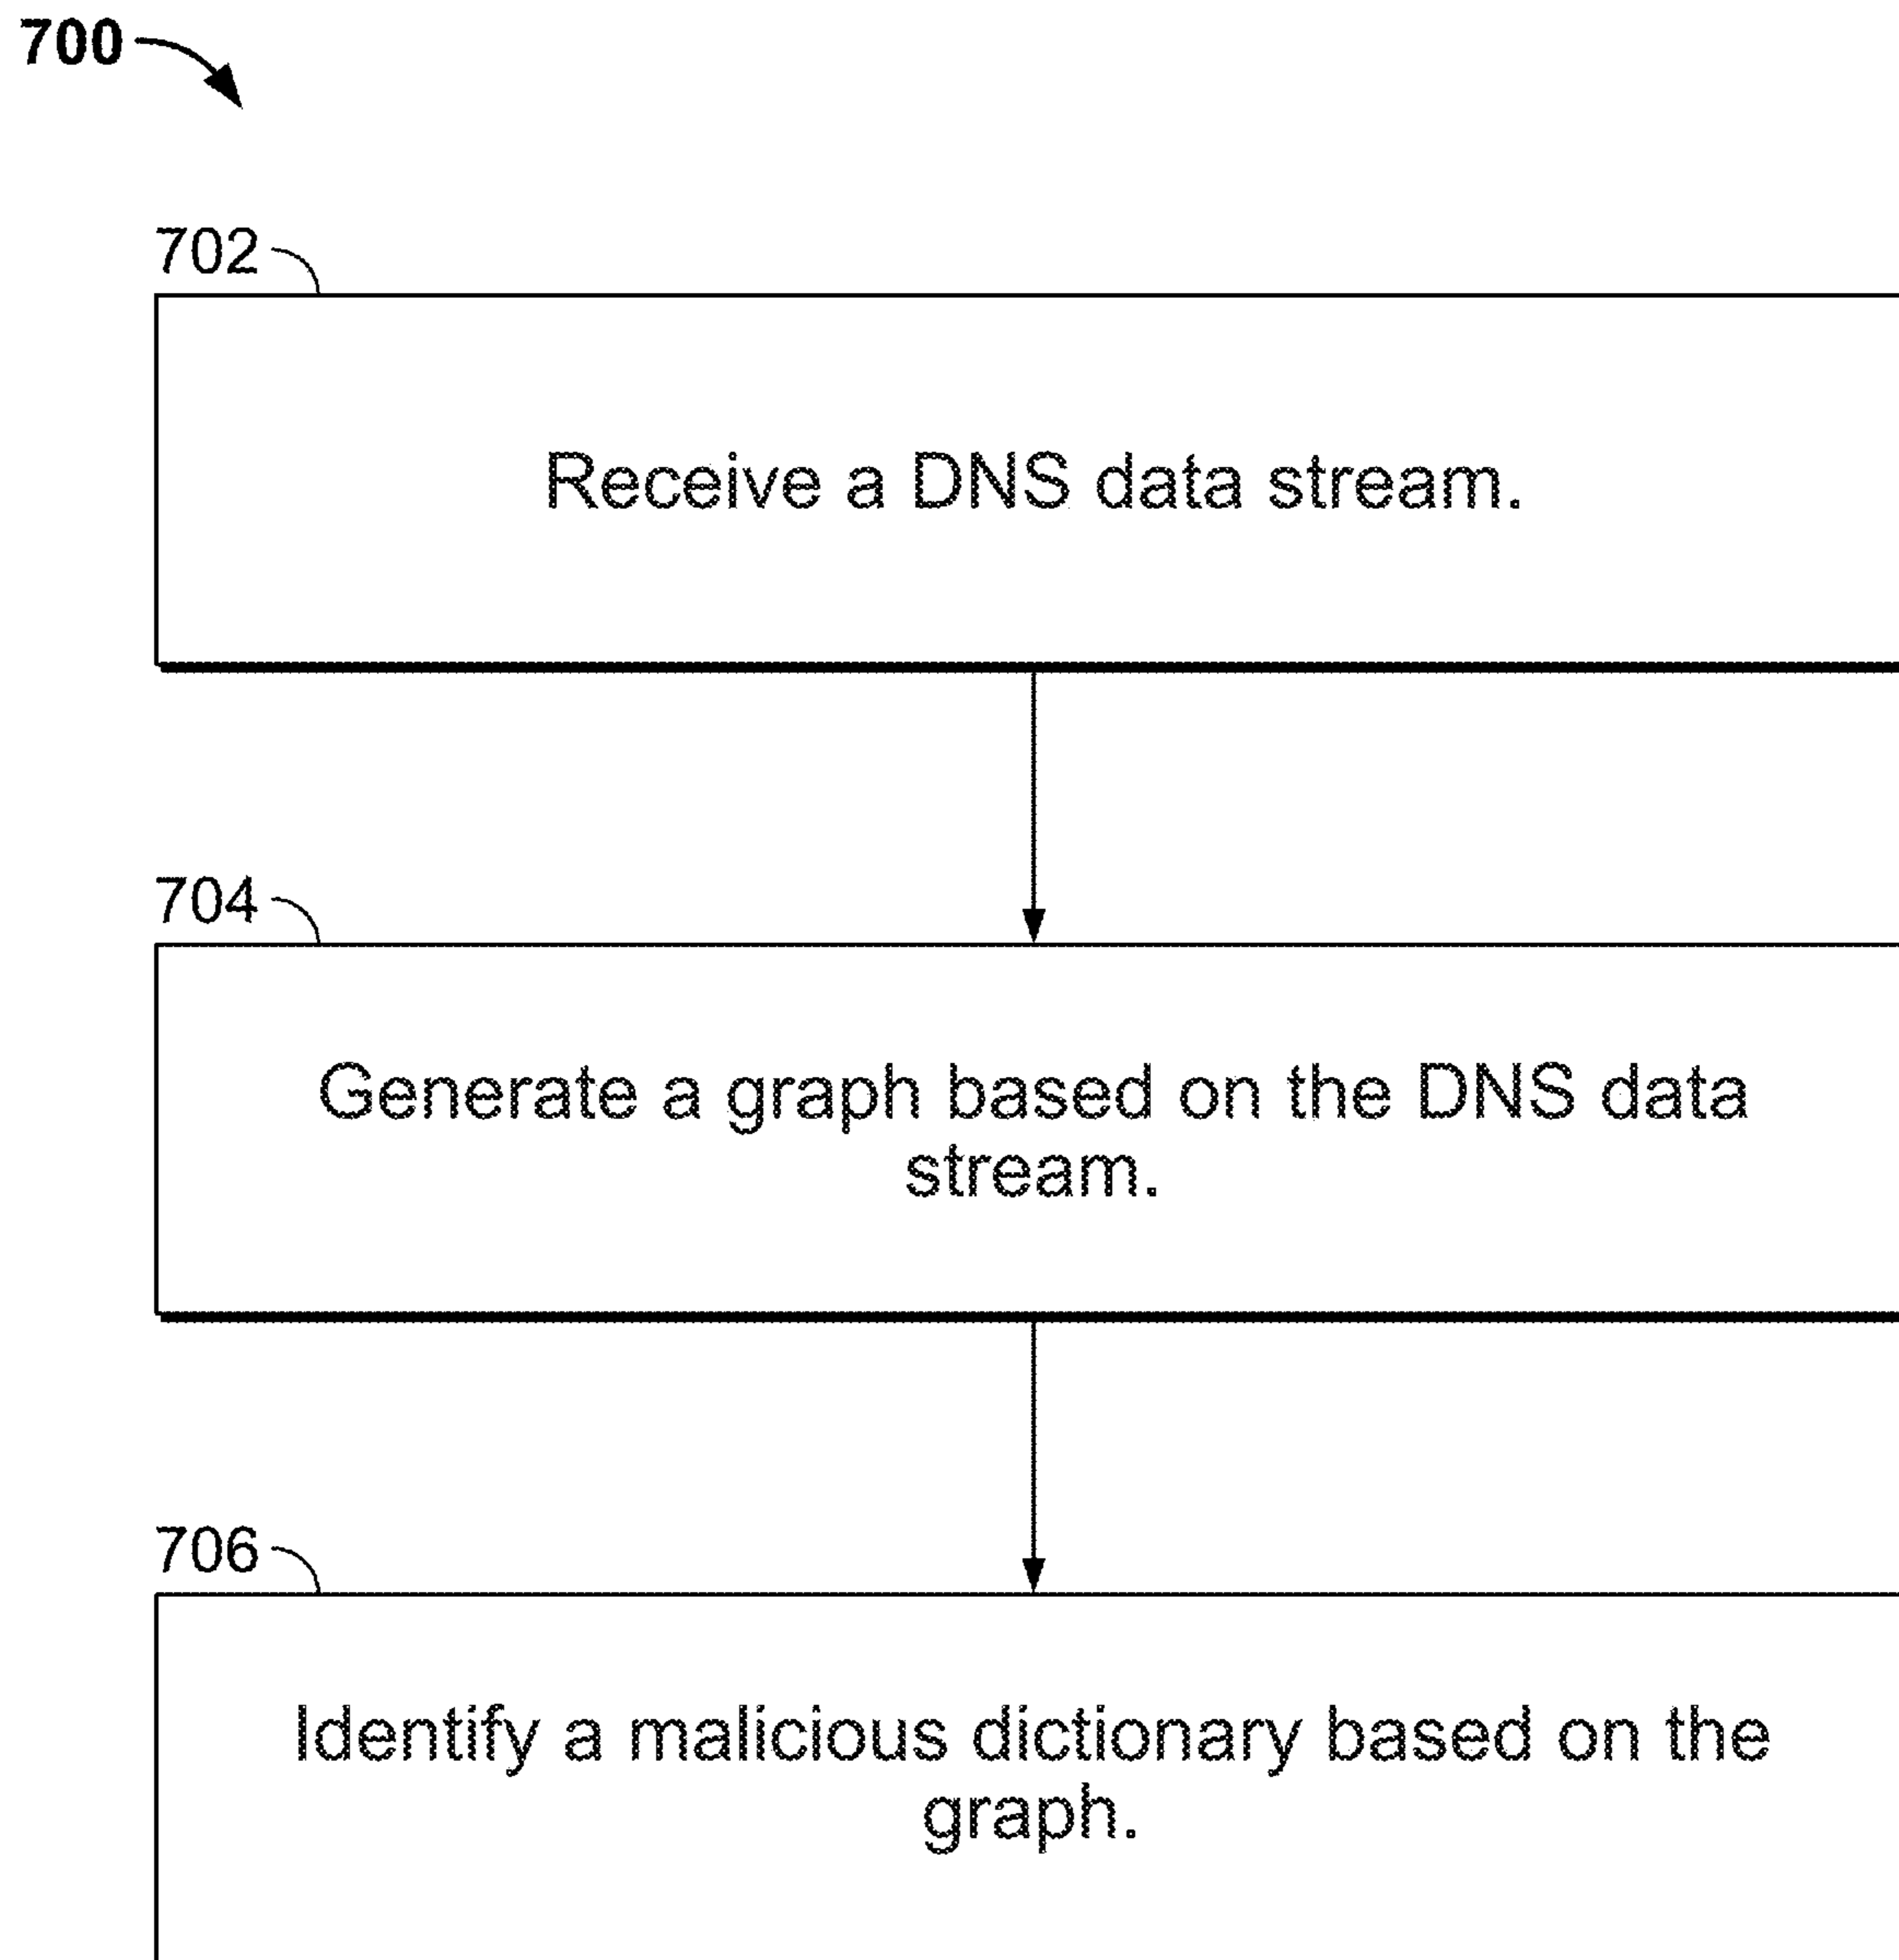 700
702
Receive a DNS data stream.
704
Generate a graph based on the DNS data
stream.
706
Identify a malicious dictionary based on the
graph.